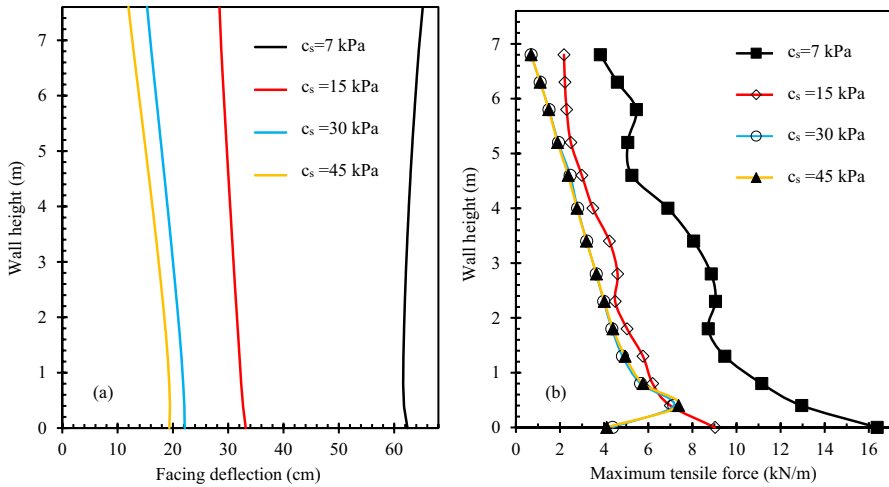 7
6
5
4
3
2
1
0
Wall height (m)
cₛ=7 kPa
cₛ =15 kPa
cₛ =30 kPa
cₛ =45 kPa
(a)
0 10 20 30 40 50 60
Facing deflection (cm)
7
6
5
4
3
2
1
0
Wall height (m)
cₛ=7 kPa
cₛ =15 kPa
cₛ =30 kPa
cₛ =45 kPa
(b)
0 2 4 6 8 10 12 14 16
Maximum tensile force (kN/m)